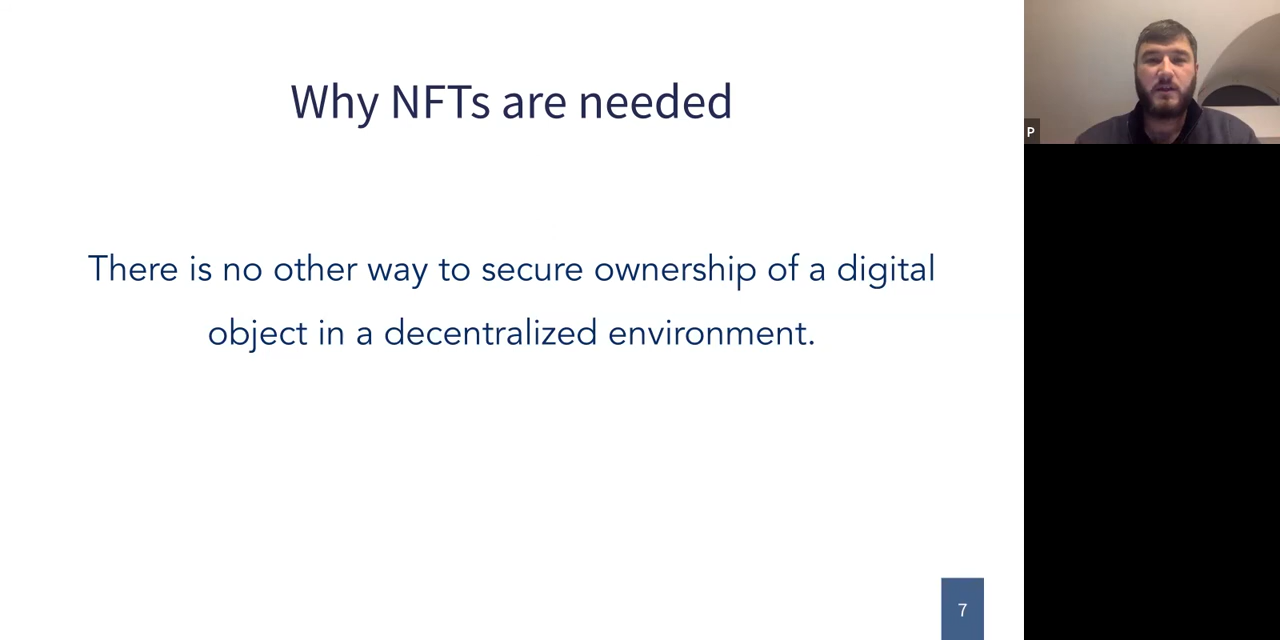 Why NFTs are needed
There is no other way to secure ownership of a digital
object in a decentralized environment.
7
P